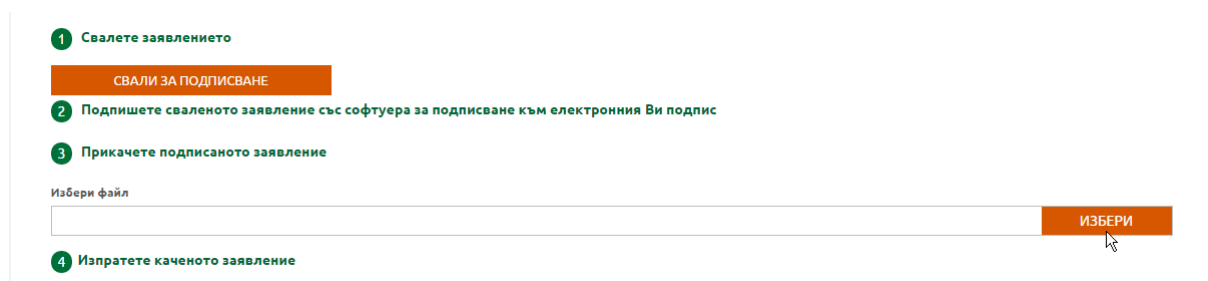 1 Свалете заявлението
СВАЛИ ЗА ПОДПИСВАНЕ
2 Подпишете сваленото заявление със софтуера за подписване към електронния Ви подпис
3 Прикачете подписаното заявление
Избери файл
ИЗБЕРИ
4 Изпратете каченото заявление